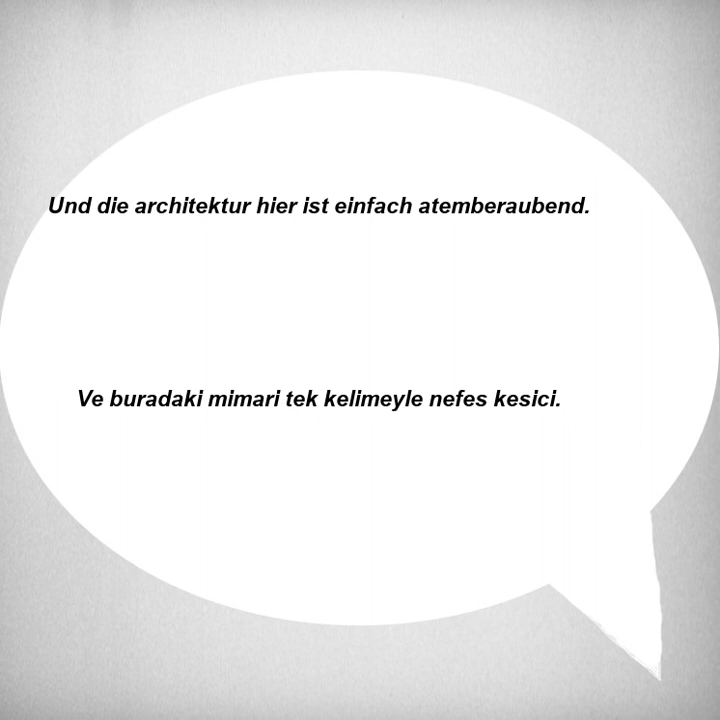 Und die architektur hier ist einfach atemberaubend.
Ve buradaki mimari tek kelimeyle nefes kesici.